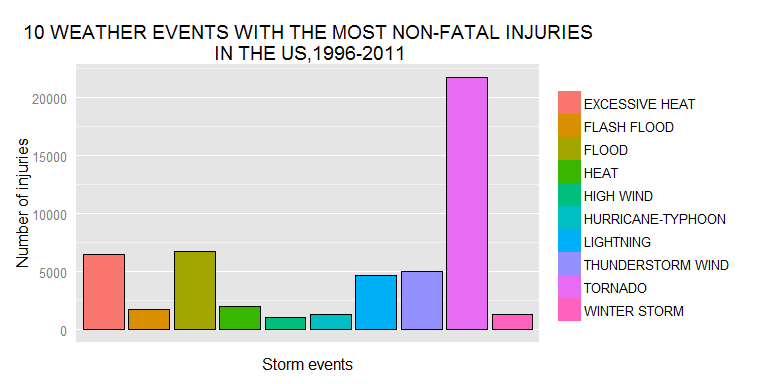 10 WEATHER EVENTS WITH THE MOST NON-FATAL INJURIES
IN THE US,1996-2011
Number of injuries
20000
15000
10000
5000
0
Storm events
EXCESSIVE HEAT
FLASH FLOOD
FLOOD
HEAT
HIGH WIND
HURRICANE-TYPHOON
LIGHTNING
THUNDERSTORM WIND
TORNADO
WINTER STORM